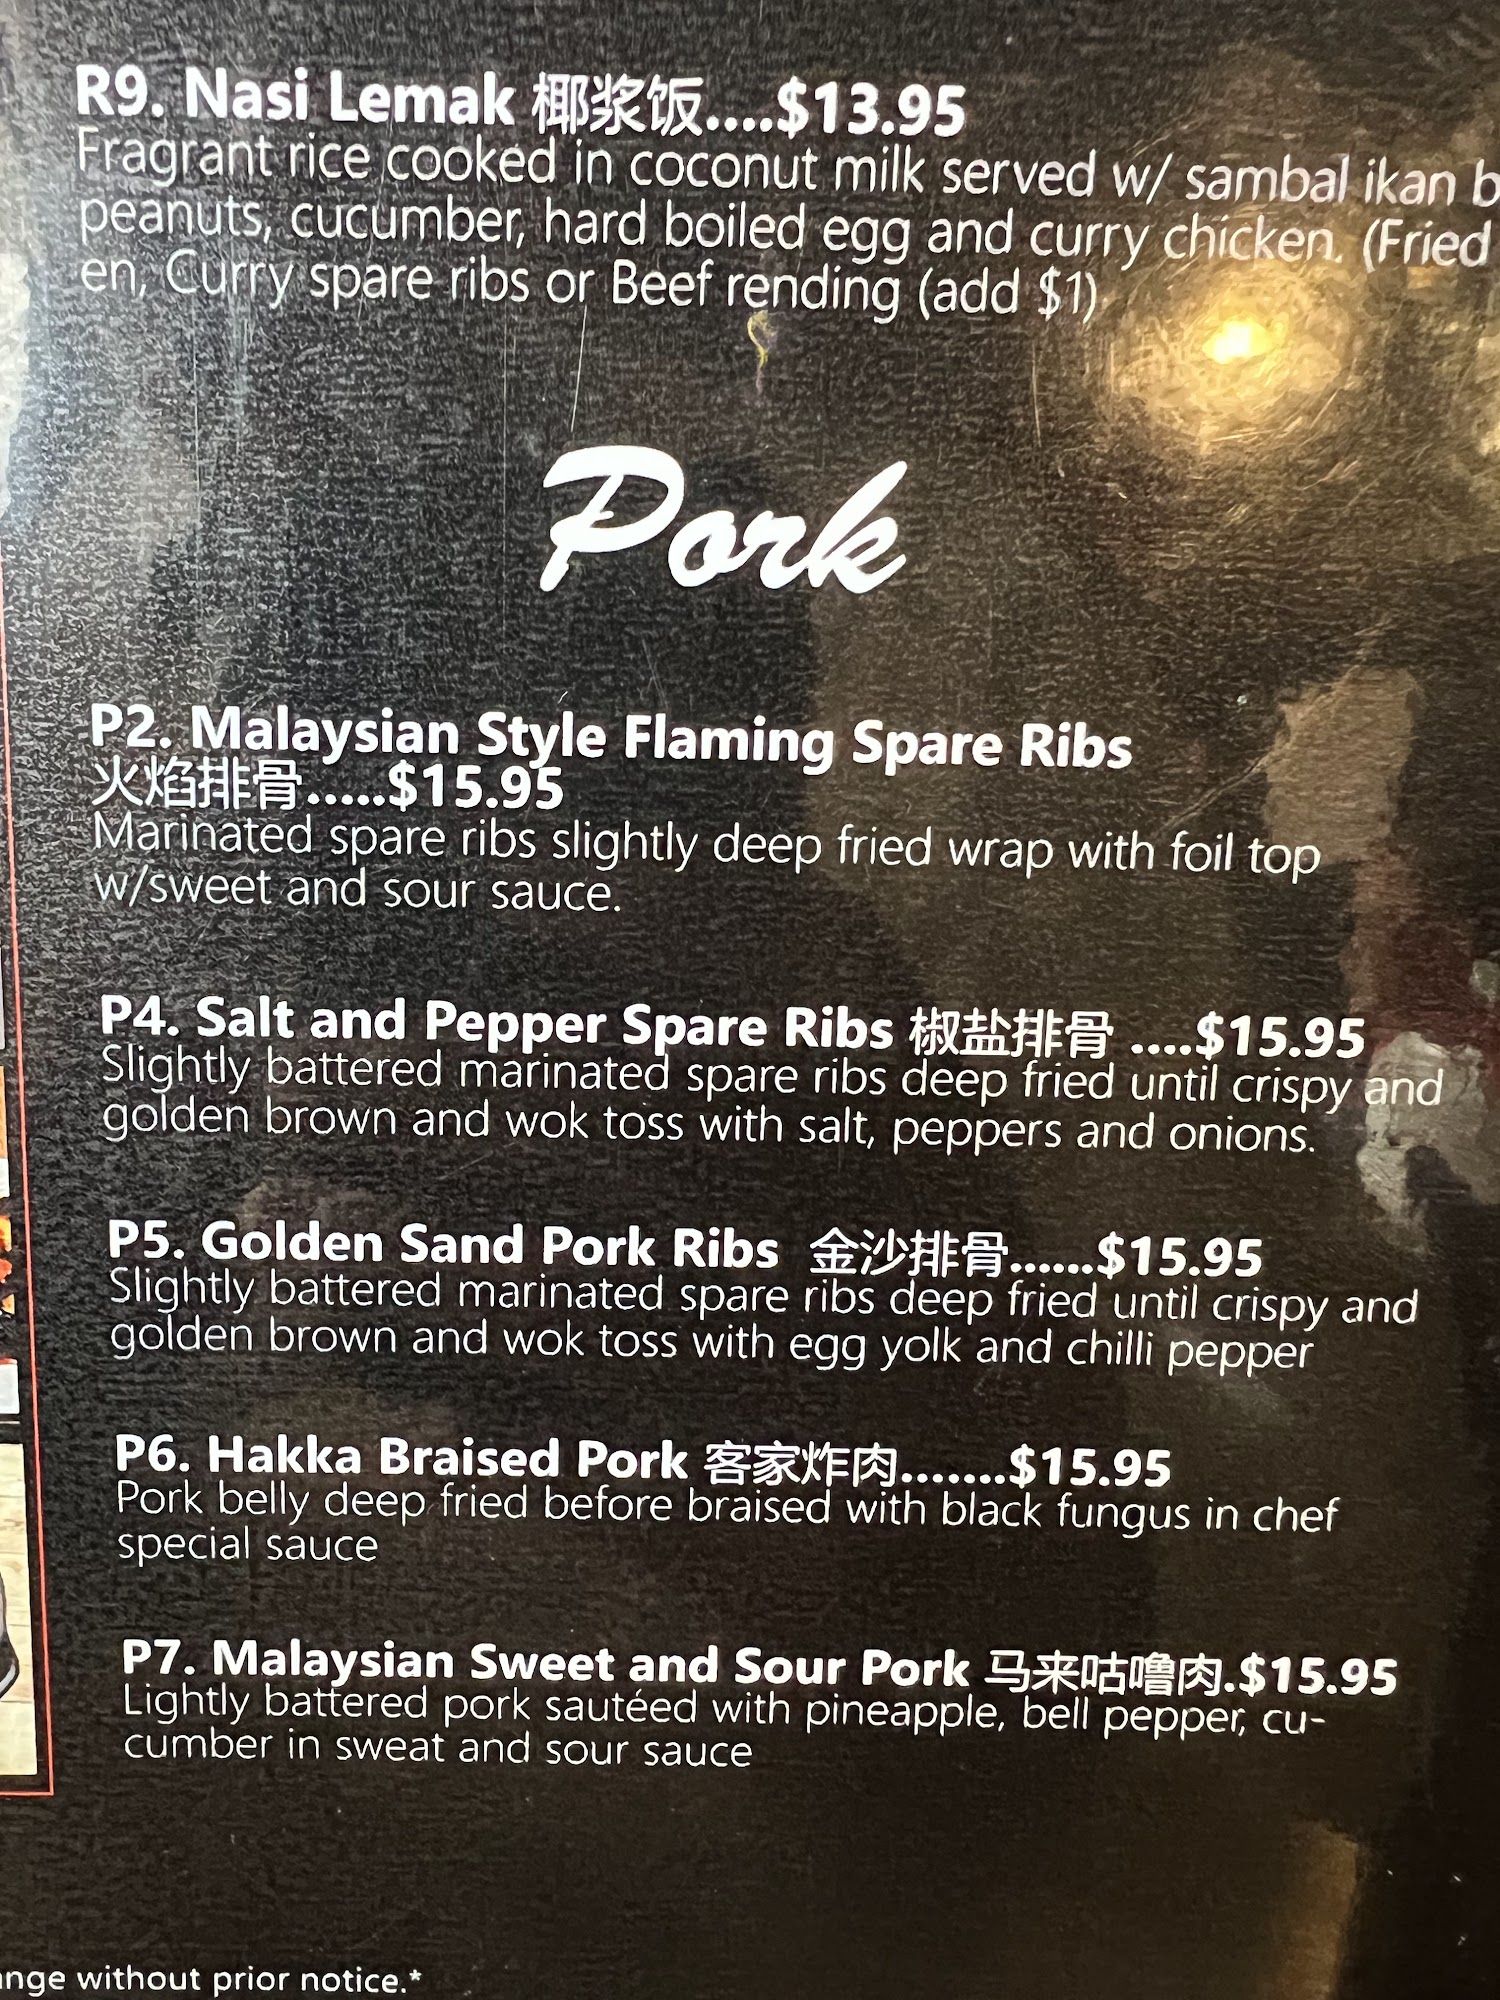 R9. Nasi Lemak 椰浆饭....$13.95
Fragrant rice cooked in coconut milk served w/ sambal ikan
peanuts, cucumber, hard boiled egg and curry chicken. (Fried
en, Curry spare ribs or Beef rending (add $1)
Pork
P2. Malaysian Style Flaming Spare Ribs
火焰排骨.....$15.95
Marinated spare ribs slightly deep fried wrap with foil top
w/sweet and sour sauce.
P4. Salt and Pepper Spare Ribs 椒盐排骨 ....$15.95
Slightly battered marinated spare ribs deep fried until crispy and
golden brown and wok toss with salt, peppers and onions.
P5. Golden Sand Pork Ribs 金沙排骨......$15.95
Slightly battered marinated spare ribs deep fried until crispy and
golden brown and wok toss with egg yolk and chilli pepper
P6. Hakka Braised Pork 客家炸肉.......$15.95
Pork belly deep fried before braised with black fungus in chef
special sauce
P7. Malaysian Sweet and Sour Pork 马来咕噜肉.$15.95
Lightly battered pork sautéed with pineapple, bell pepper, cu-
cumber in sweat and sour sauce
nge without prior notice.*